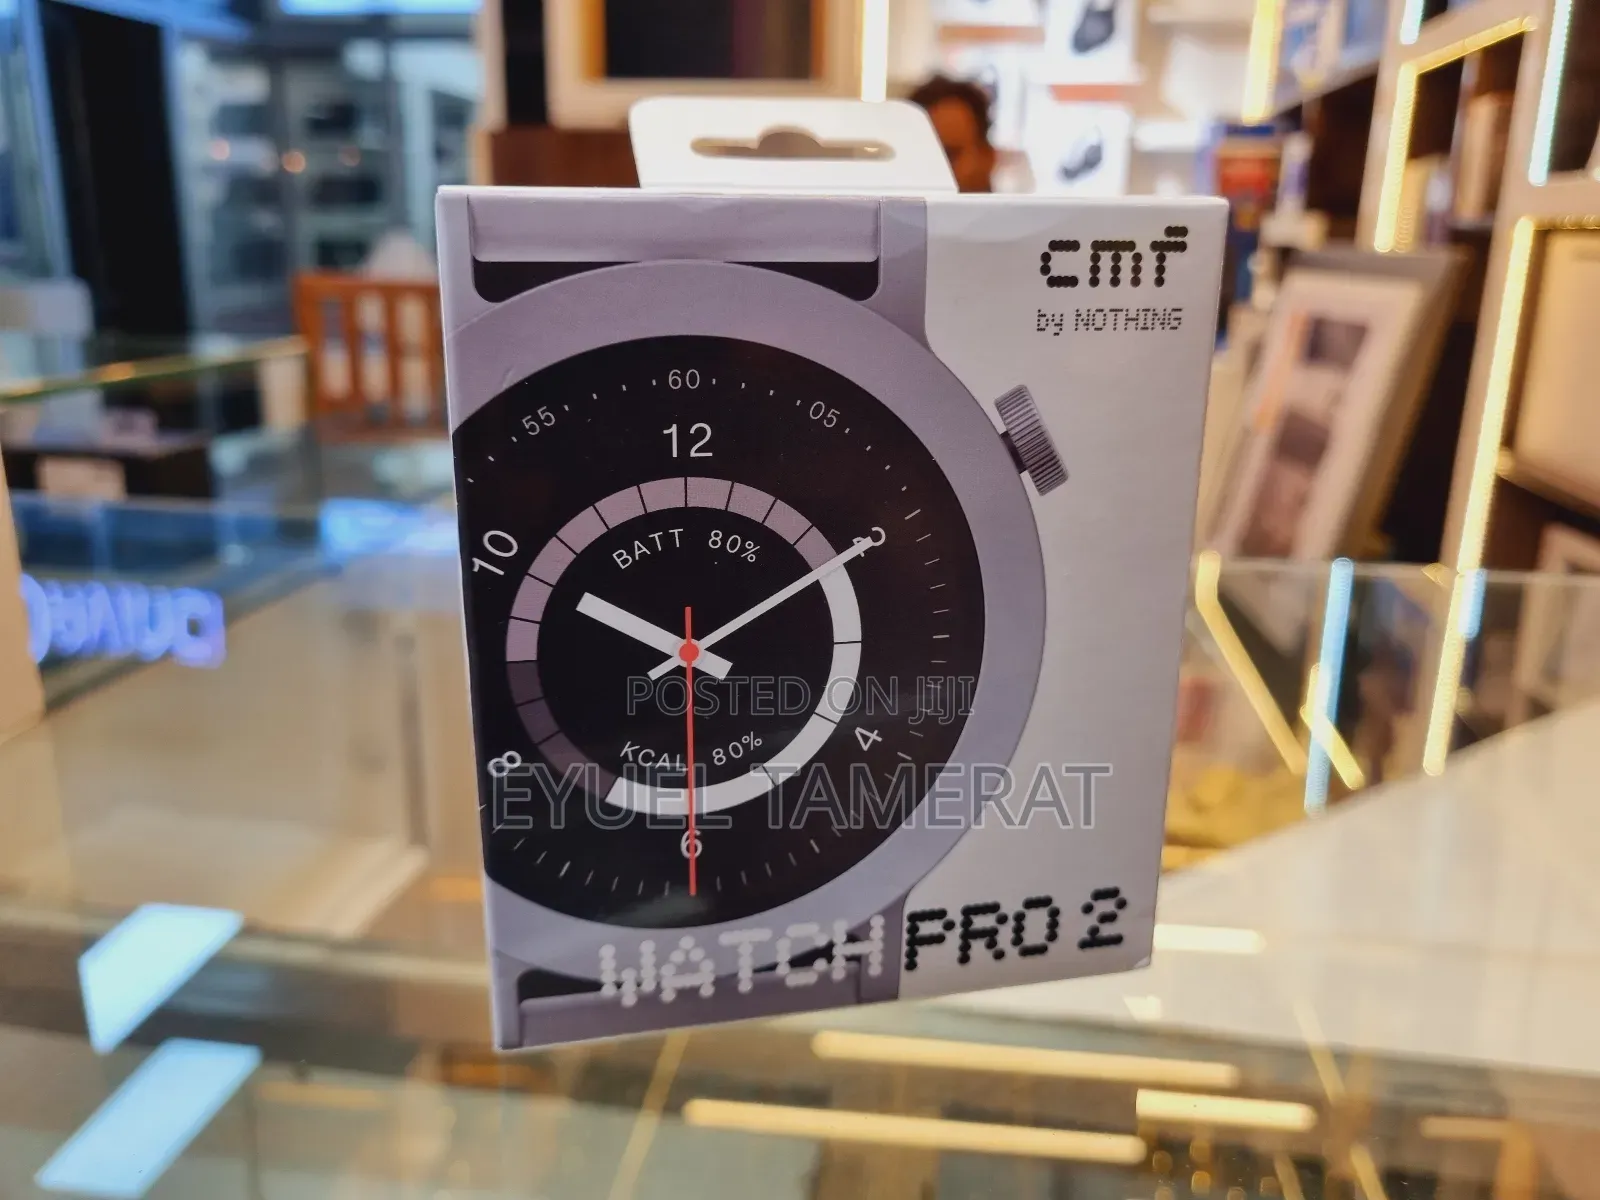 cmf
by NOTHING
60
55
05
12
10
2
BATT 80%
8
4
KCAL 80%
6
POSTED ON JIJI
EYUEL TAMERAT
WATCH PRO 2